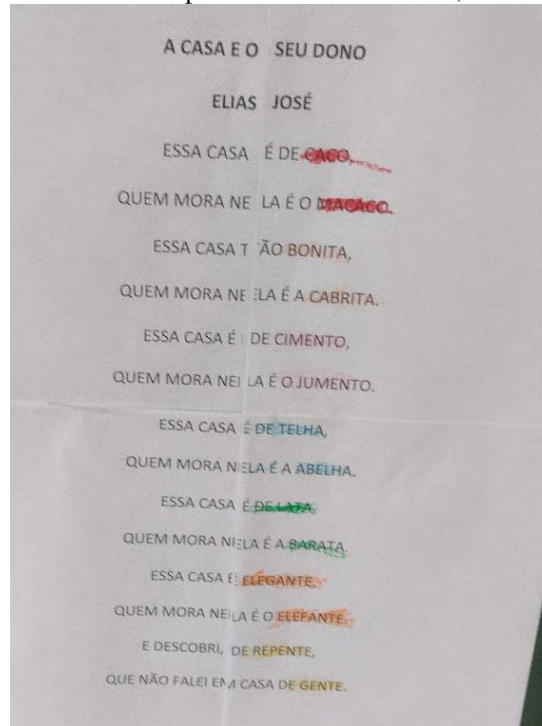 A CASA E O SEU DONO
ELIAS JOSÉ
ESSA CASA É DE CACO,
QUEM MORA NELA É O MACACO.
ESSA CASA TÃO BONITA,
QUEM MORA NELA É A CABRITA.
ESSA CASA É DE CIMENTO,
QUEM MORA NELA É O JUMENTO.
ESSA CASA É DE TELHA,
QUEM MORA NELA É A ABELHA.
ESSA CASA É DE LATA,
QUEM MORA NELA É A BARATA.
ESSA CASA É ELEGANTE,
QUEM MORA NELA É O ELEFANTE.
E DESCOBRI, DE REPENTE,
QUE NÃO FALEI EM CASA DE GENTE.